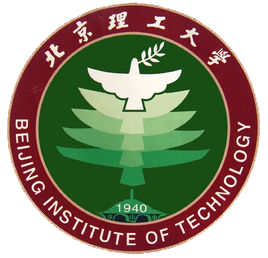 北京理工大学
1940
BEIJING INSTITUTE OF TECHNOLOGY